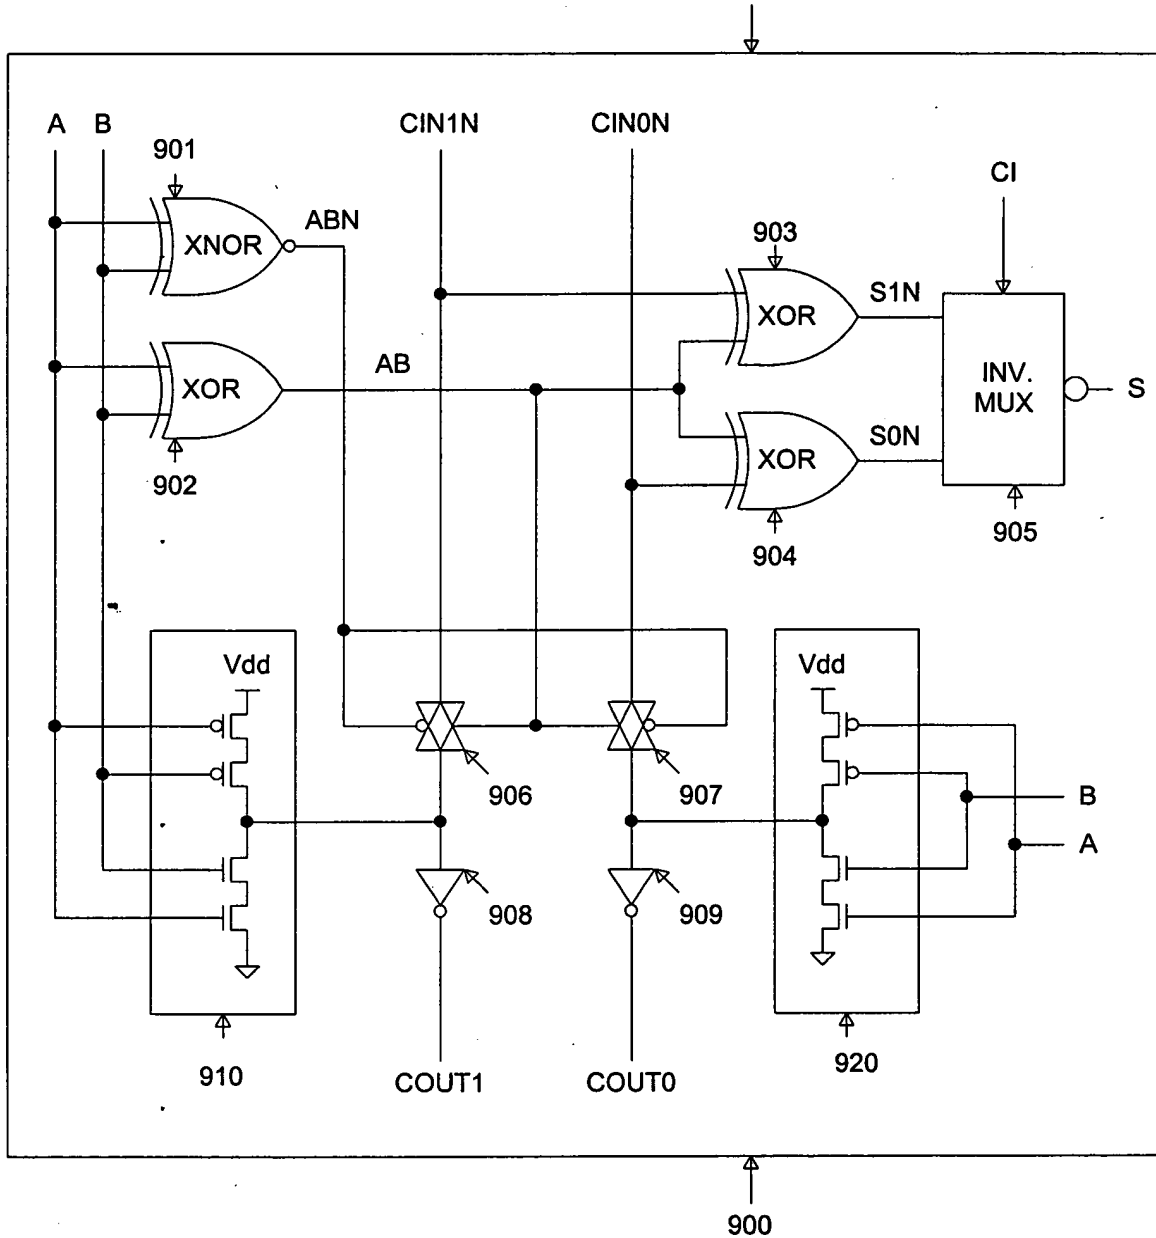 A B CIN1N CIN0N
901
ABN
XNOR
CI
903
S1N
XOR
AB
XOR
INV.
MUX
S
S0N
XOR
902
904
905
Vdd
Vdd
906
907
B
A
908
909
910
COUT1
COUT0
920
900